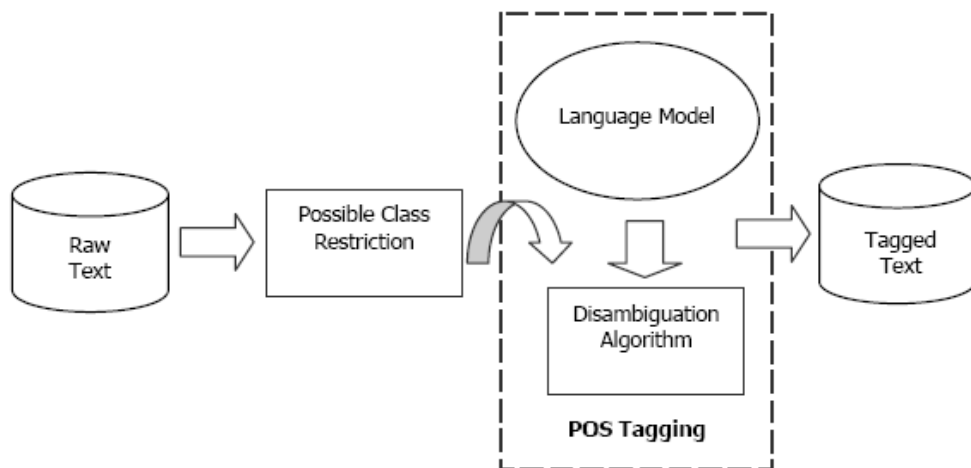 Raw
Text
Possible Class
Restriction
Language Model
Disambiguation
Algorithm
POS Tagging
Tagged
Text